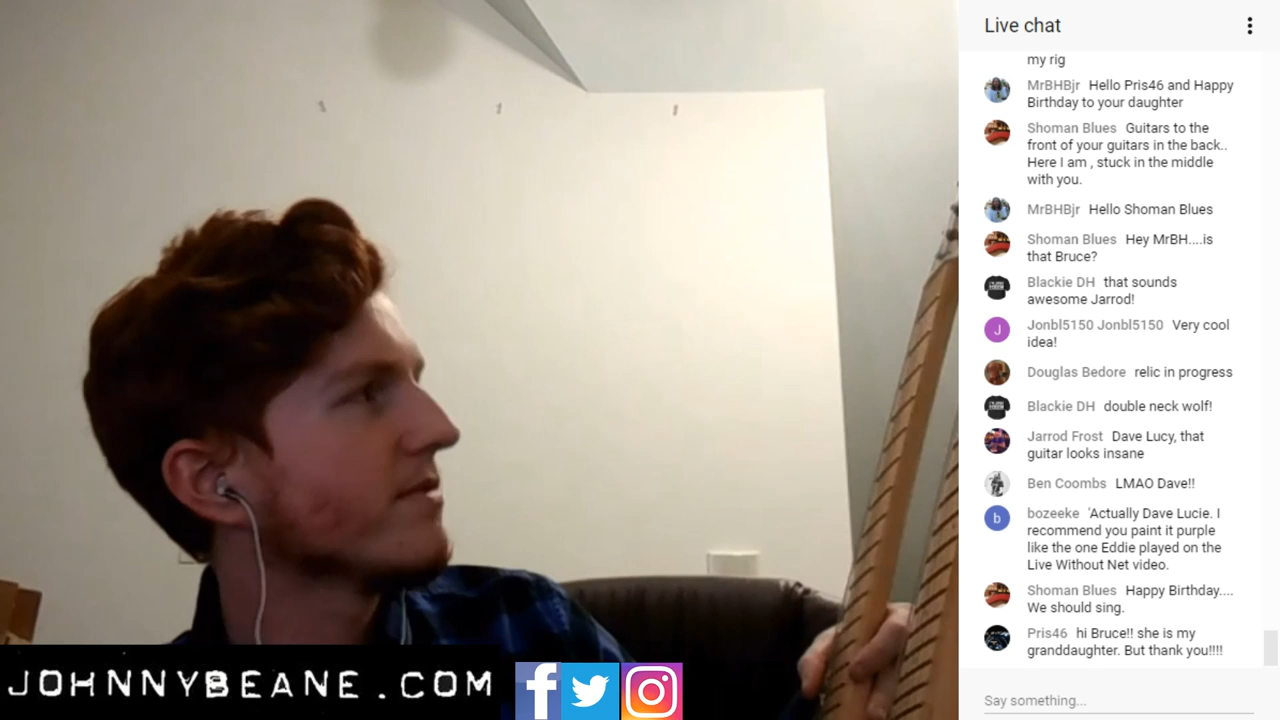 Live chat
my rig
MrBHBjr Hello Pris46 and Happy
Birthday to your daughter
Shoman Blues Guitars to the
front of your guitars in the back..
Here I am , stuck in the middle
with you.
MrBHBjr Hello Shoman Blues
Shoman Blues Hey MrBH....is
that Bruce?
Blackie DH that sounds
awesome Jarrod!
J
Jonbl5150 Jonbl5150 Very cool
idea!
Douglas Bedore relic in progress
Blackie DH double neck wolf!
Jarrod Frost Dave Lucy, that
guitar looks insane
Ben Coombs LMAO Dave!!
b
bozeeke 'Actually Dave Lucie. I
recommend you paint it purple
like the one Eddie played on the
Live Without Net video.
Shoman Blues Happy Birthday....
We should sing.
Pris46 hi Bruce!! she is my
granddaughter. But thank you!!!!
Say something...
JOHNNYBEANE.COM